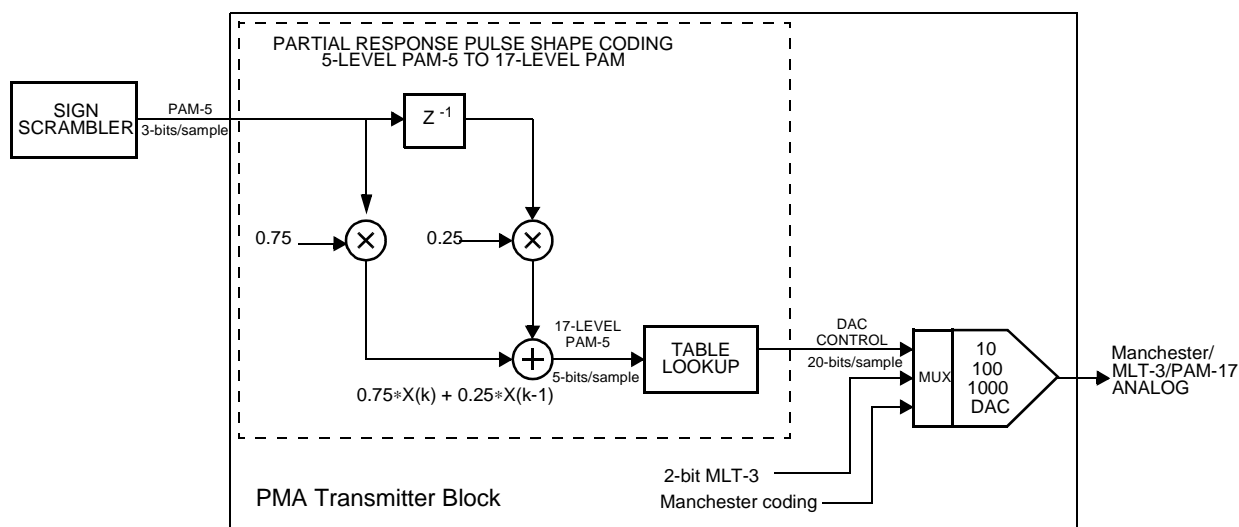 PARTIAL RESPONSE PULSE SHAPE CODING
5-LEVEL PAM-5 TO 17-LEVEL PAM
SIGN
SCRAMBLER
PAM-5
3-bits/sample
Z -1
0.75
×
0.25
×
17-LEVEL
PAM-5
5-bits/sample
+
0.75*X(k) + 0.25*X(k-1)
TABLE
LOOKUP
DAC
CONTROL
20-bits/sample
MUX
10
100
1000
DAC
Manchester/
MLT-3/PAM-17
ANALOG
2-bit MLT-3
Manchester coding
PMA Transmitter Block